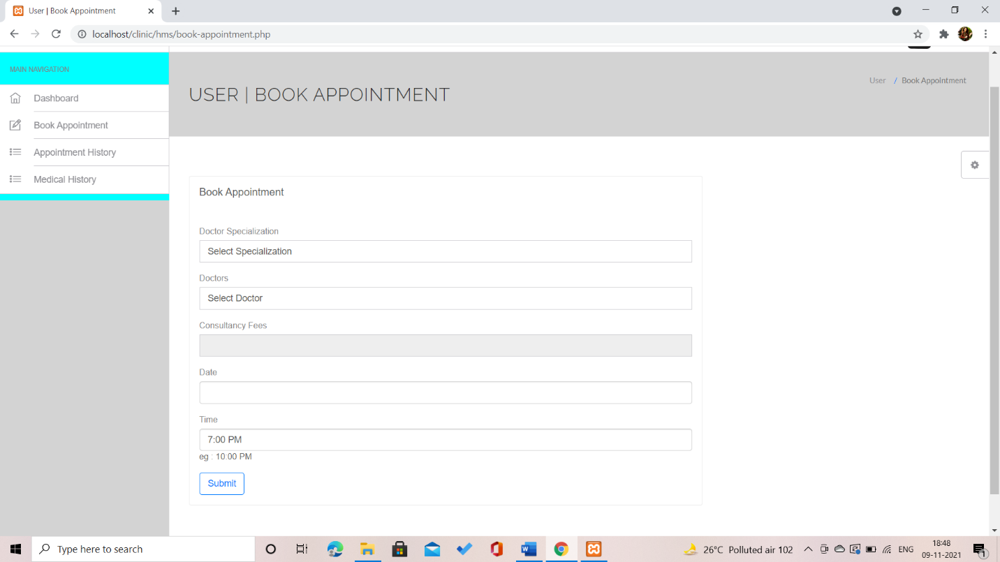 User | Book Appointment
localhost/clinic/hms/book-appointment.php
MAIN NAVIGATION
Dashboard
Book Appointment
Appointment History
Medical History
USER | BOOK APPOINTMENT
User / Book Appointment
Book Appointment
Doctor Specialization
Select Specialization
Doctors
Select Doctor
Consultancy Fees
Date
Time
7:00 PM
eg : 10:00 PM
Submit
Type here to search
26°C Polluted air 102
ENG
18:48
09-11-2021
1